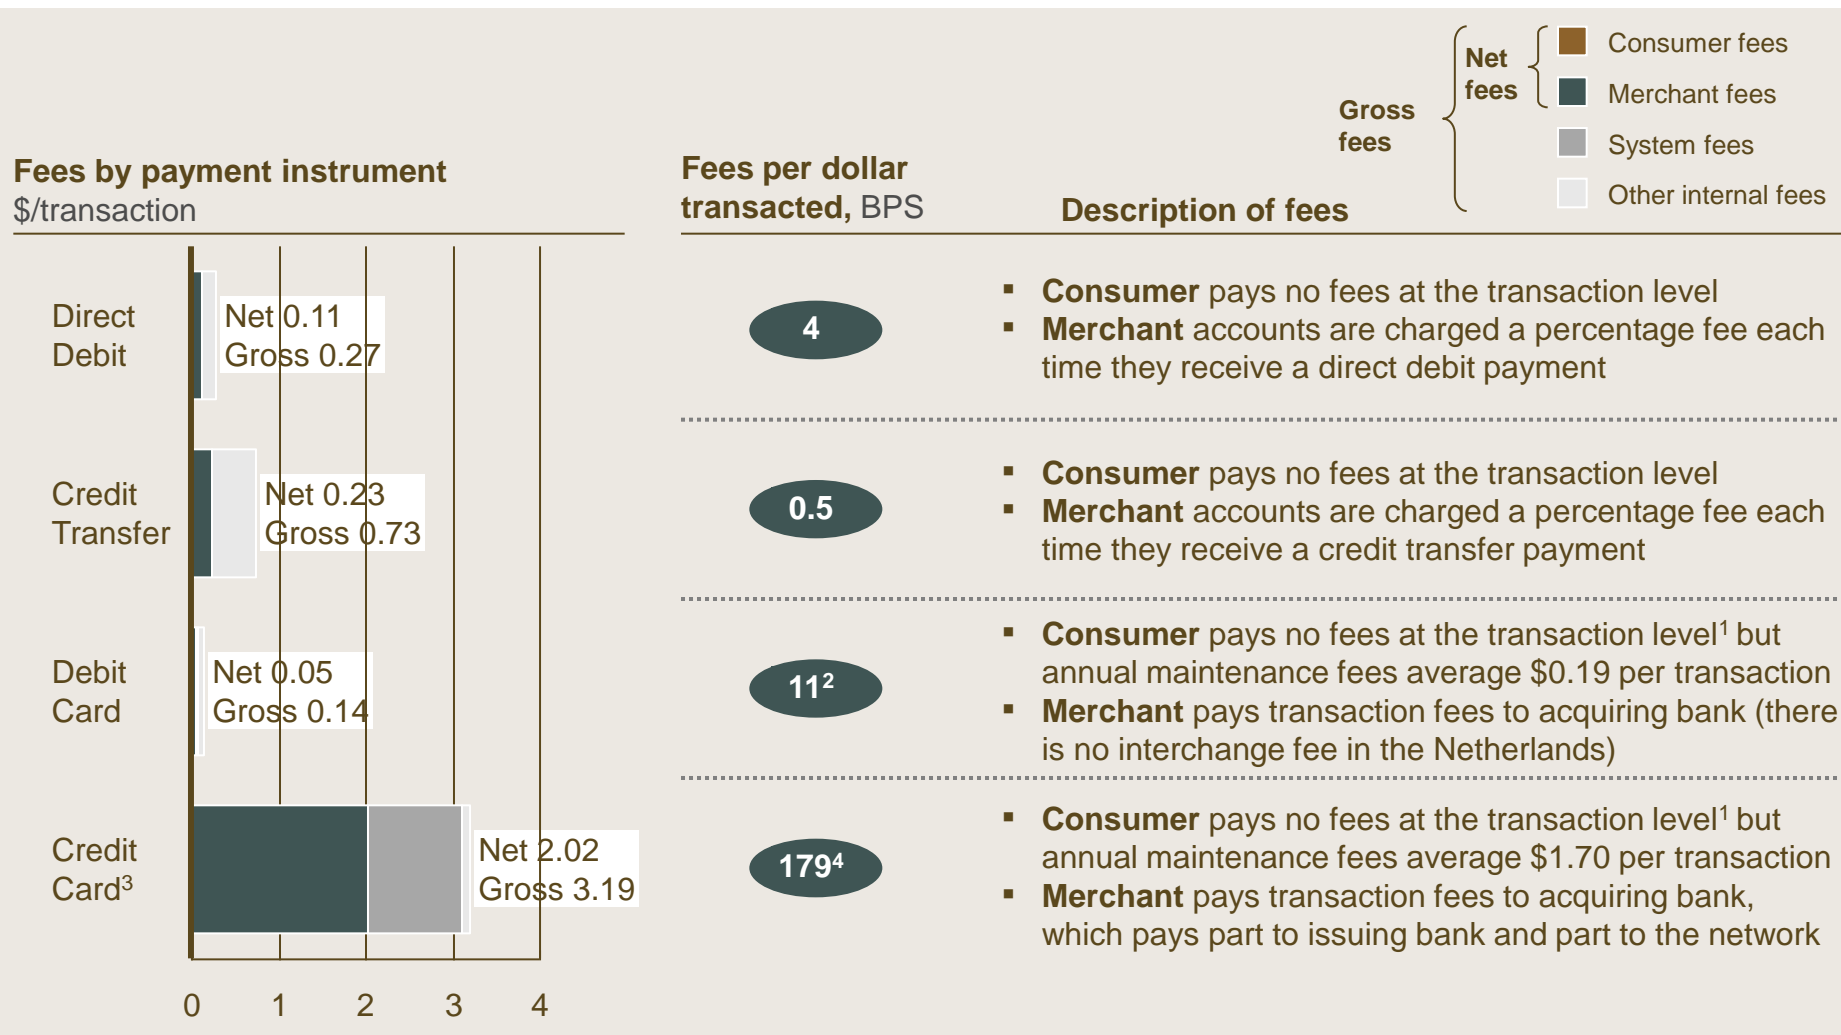 Gross
fees
Net
fees
Consumer fees
Merchant fees
System fees
Other internal fees
Fees by payment instrument
$/transaction
Fees per dollar
transacted, BPS
Description of fees
Direct
Debit
Net 0.11
Gross 0.27
4
▪ Consumer pays no fees at the transaction level
▪ Merchant accounts are charged a percentage fee each
time they receive a direct debit payment
Credit
Transfer
Net 0.23
Gross 0.73
0.5
▪ Consumer pays no fees at the transaction level
▪ Merchant accounts are charged a percentage fee each
time they receive a credit transfer payment
Debit
Card
Net 0.05
Gross 0.14
11²
▪ Consumer pays no fees at the transaction level¹ but
annual maintenance fees average $0.19 per transaction
▪ Merchant pays transaction fees to acquiring bank (there
is no interchange fee in the Netherlands)
Credit
Card³
Net 2.02
Gross 3.19
179⁴
▪ Consumer pays no fees at the transaction level¹ but
annual maintenance fees average $1.70 per transaction
▪ Merchant pays transaction fees to acquiring bank,
which pays part to issuing bank and part to the network
0 1 2 3 4